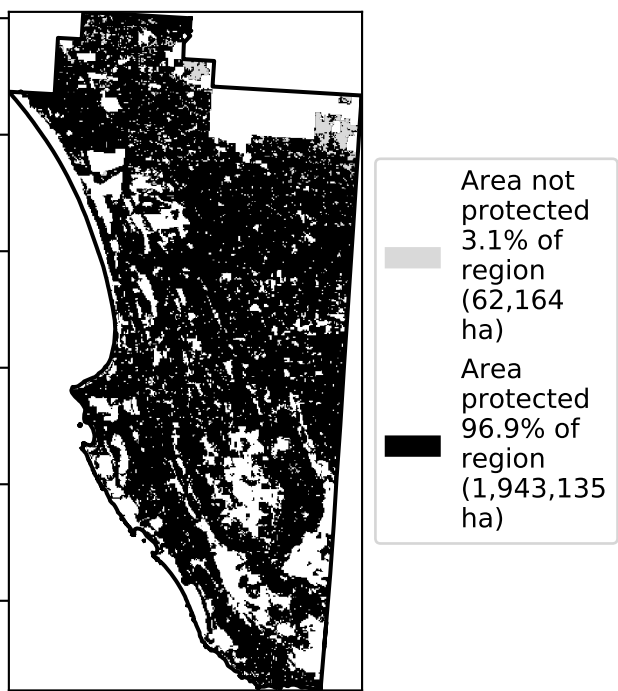 Area not
protected
3.1% of
region
(62,164
ha)
Area
protected
96.9% of
region
(1,943,135
ha)